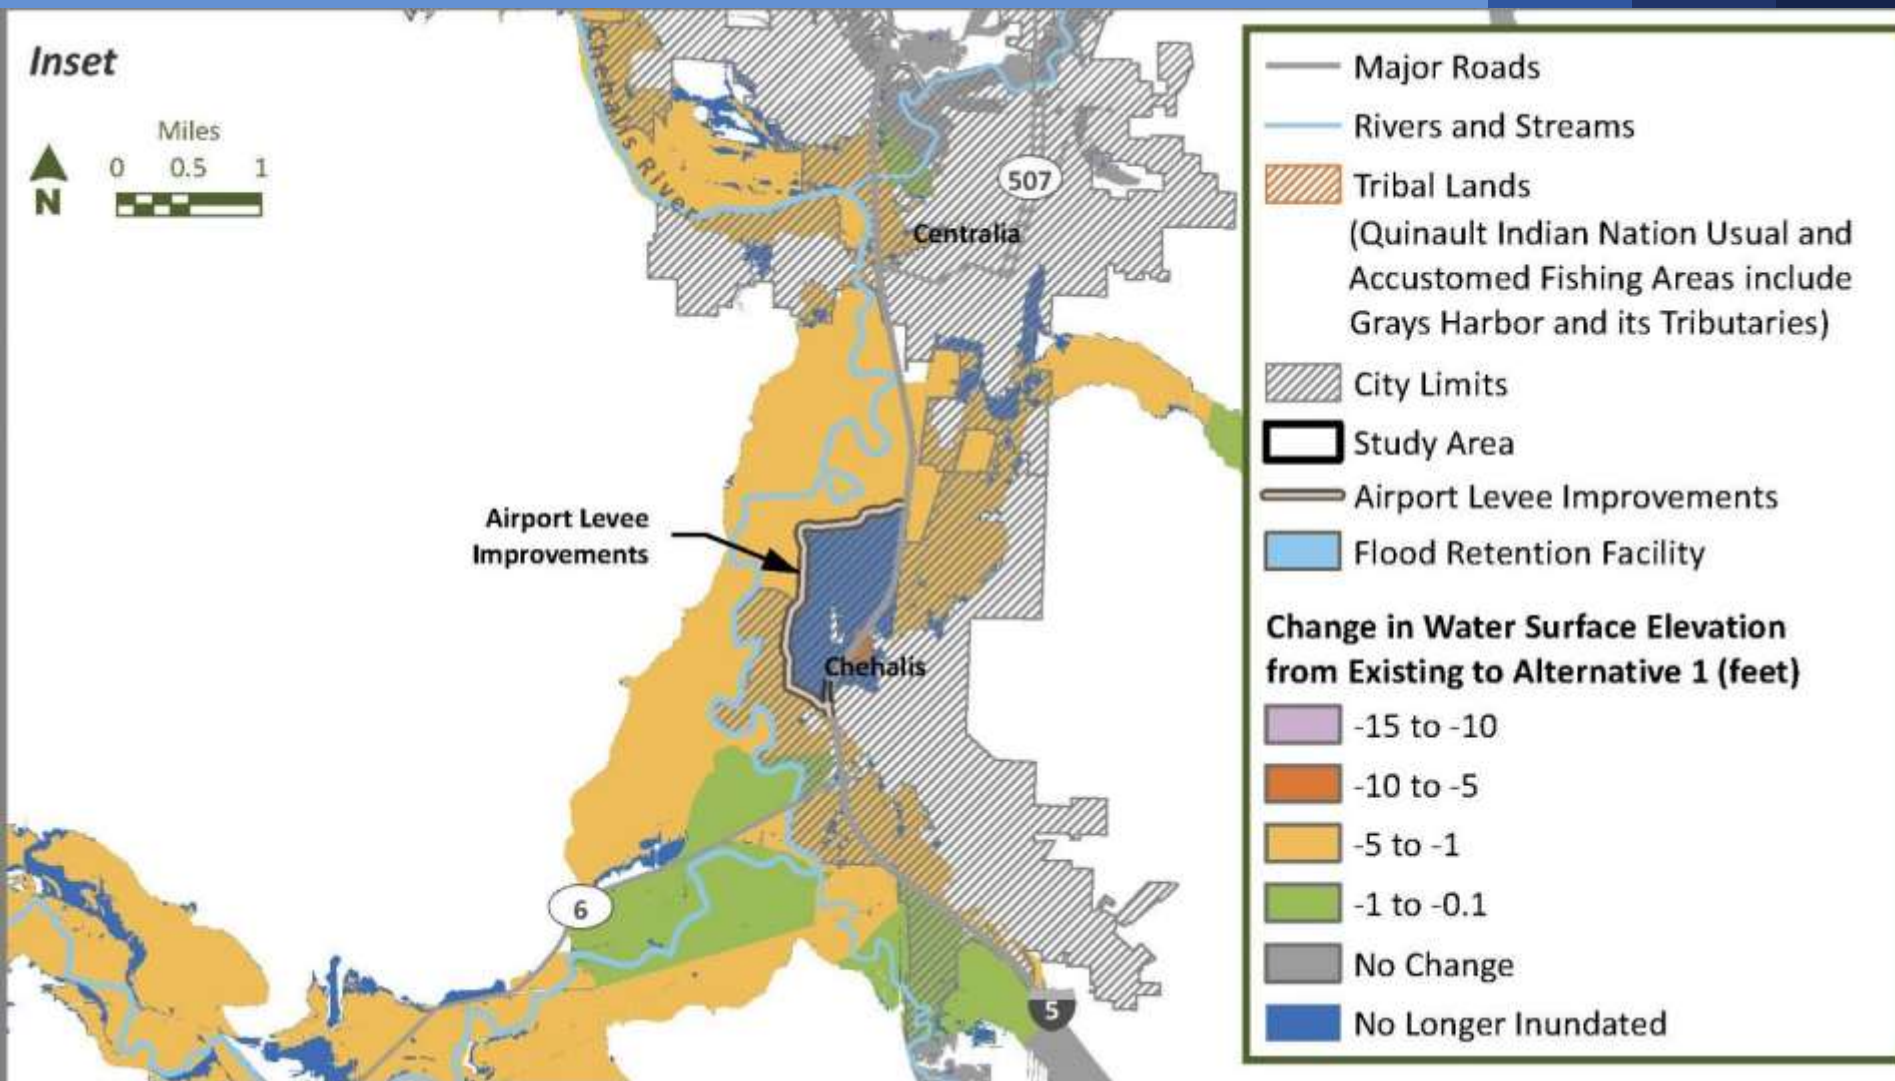 Inset
Miles
0 0.5 1
N
Chehalis River
507
Centralia
Airport Levee
Improvements
Chehalis
6
5
Major Roads
Rivers and Streams
Tribal Lands
(Quinault Indian Nation Usual and
Accustomed Fishing Areas include
Grays Harbor and its Tributaries)
City Limits
Study Area
Airport Levee Improvements
Flood Retention Facility
Change in Water Surface Elevation
from Existing to Alternative 1 (feet)
-15 to -10
-10 to -5
-5 to -1
-1 to -0.1
No Change
No Longer Inundated